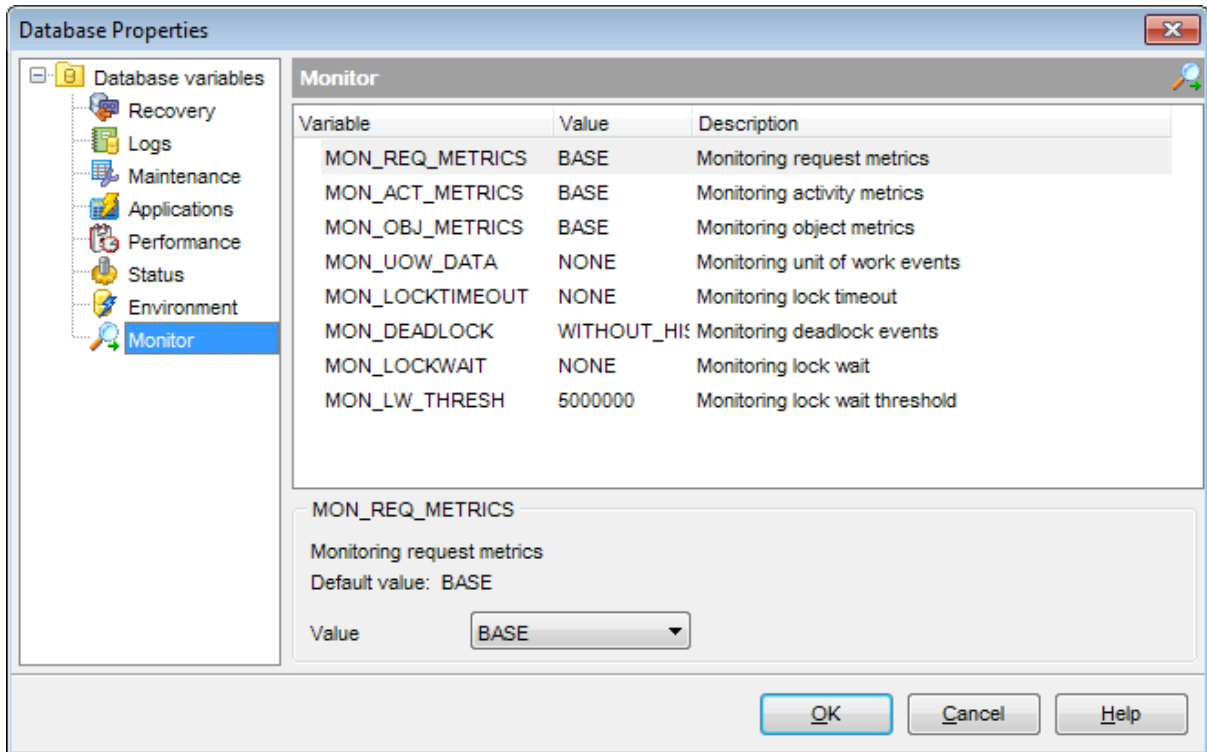 Database Properties
Database variables
Recovery
Logs
Maintenance
Applications
Performance
Status
Environment
Monitor
Monitor
Variable Value Description
MON_REQ_METRICS BASE Monitoring request metrics
MON_ACT_METRICS BASE Monitoring activity metrics
MON_OBJ_METRICS BASE Monitoring object metrics
MON_UOW_DATA NONE Monitoring unit of work events
MON_LOCKTIMEOUT NONE Monitoring lock timeout
MON_DEADLOCK WITHOUT_HIS Monitoring deadlock events
MON_LOCKWAIT NONE Monitoring lock wait
MON_LW_THRESH 5000000 Monitoring lock wait threshold
MON_REQ_METRICS
Monitoring request metrics
Default value: BASE
Value BASE
OK Cancel Help